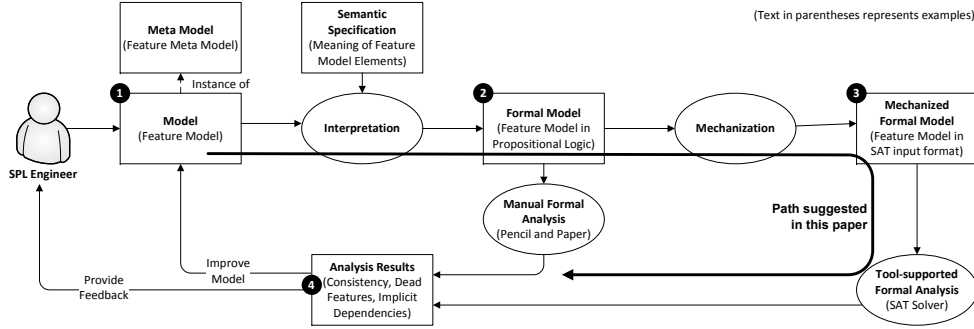 (Text in parentheses represents examples)
Meta Model
(Feature Meta Model)
Semantic
Specification
(Meaning of Feature
Model Elements)
Instance of
1
Model
(Feature Model)
Interpretation
2
Formal Model
(Feature Model in
Propositional Logic)
Mechanization
3
Mechanized
Formal Model
(Feature Model in
SAT input format)
SPL Engineer
Manual Formal
Analysis
(Pencil and Paper)
Path suggested
in this paper
Improve
Model
Provide
Feedback
4
Analysis Results
(Consistency, Dead
Features, Implicit
Dependencies)
Tool-supported
Formal Analysis
(SAT Solver)